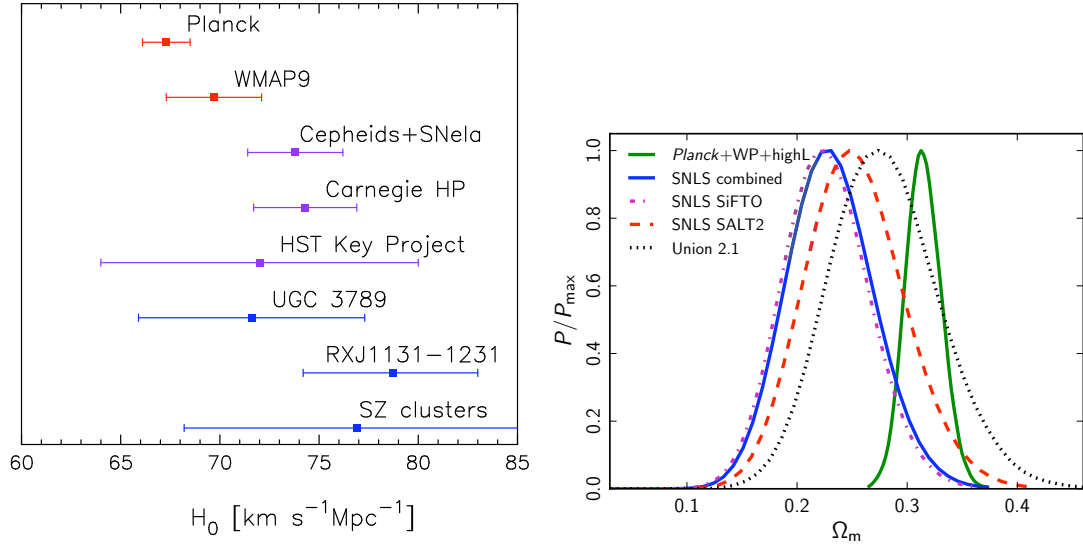 Planck
WMAP9
Cepheids+SNeIa
Carnegie HP
HST Key Project
UGC 3789
RXJ1131−1231
SZ clusters
60 65 70 75 80 85
H₀ [km s⁻¹Mpc⁻¹]
1.0
0.8
0.6
0.4
0.2
0.0
P/Pmax
Planck+WP+highL
SNLS combined
SNLS SiFTO
SNLS SALT2
Union 2.1
0.1 0.2 0.3 0.4
Ωm